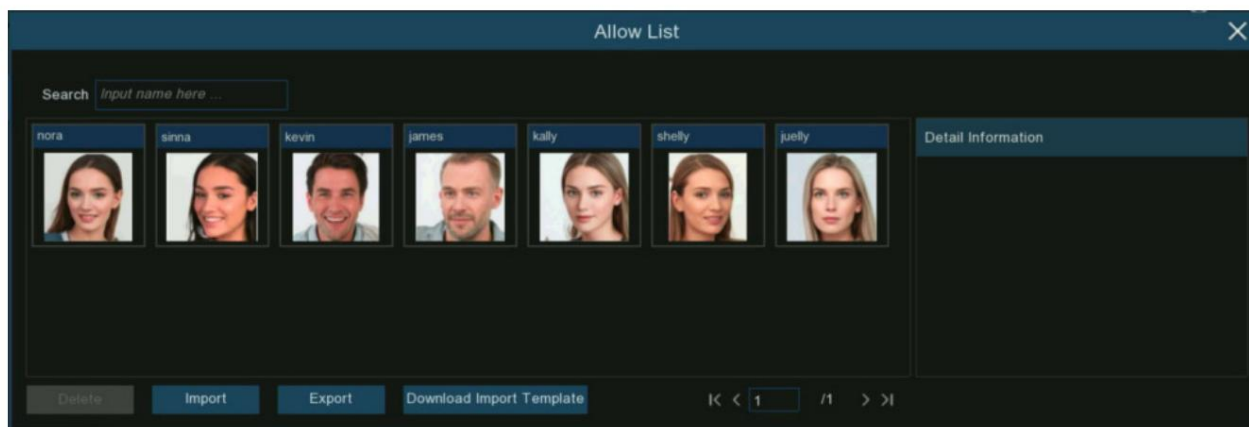 Allow List
Search Input name here ...
nora sinna kevin james kally shelly juelly
Detail Information
Delete Import Export Download Import Template 1 /1